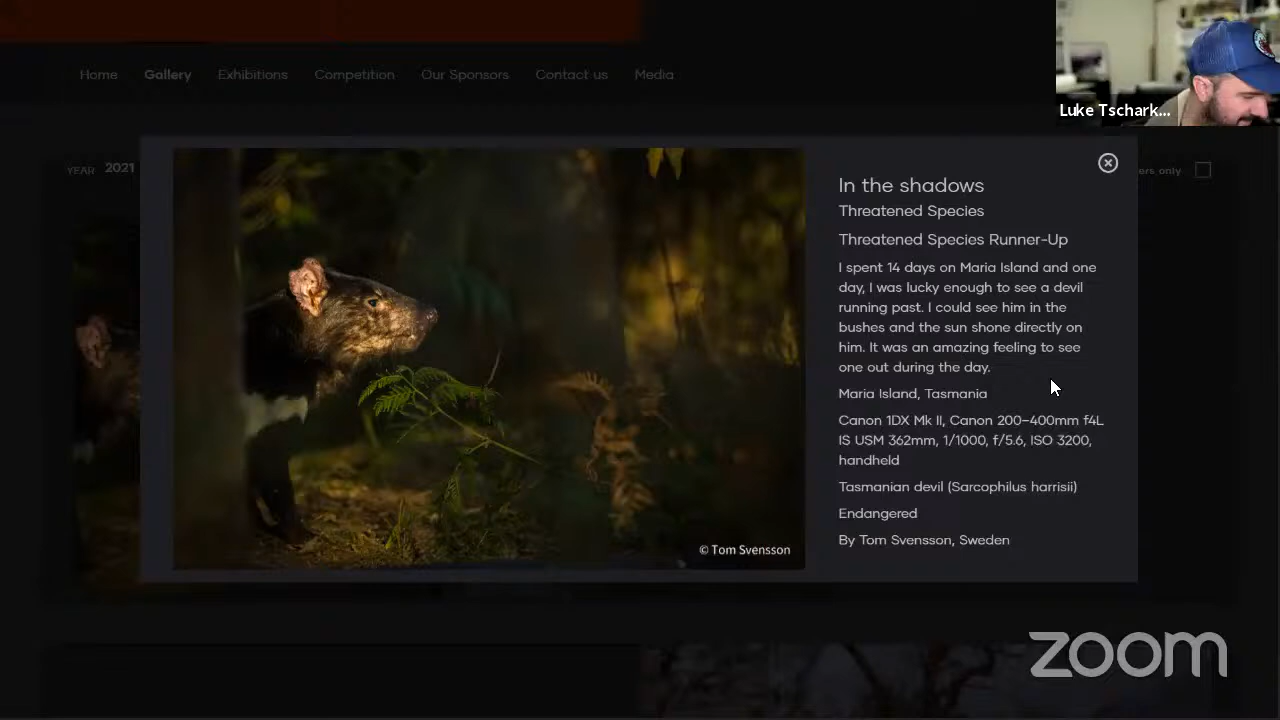 Home Gallery Exhibitions Competition Our Sponsors Contact us Media
Luke Tschark...
YEAR 2021
ers only
In the shadows
Threatened Species
Threatened Species Runner-Up
I spent 14 days on Maria Island and one
day, I was lucky enough to see a devil
running past. I could see him in the
bushes and the sun shone directly on
him. It was an amazing feeling to see
one out during the day.
Maria Island, Tasmania
Canon 1DX Mk II, Canon 200–400mm f4L
IS USM 362mm, 1/1000, f/5.6, ISO 3200,
handheld
Tasmanian devil (Sarcophilus harrisii)
Endangered
By Tom Svensson, Sweden
© Tom Svensson
zoom